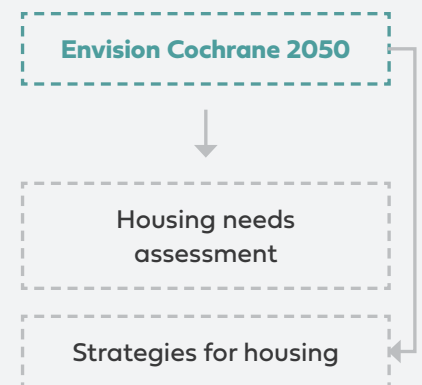 Envision Cochrane 2050
Housing needs
assessment
Strategies for housing